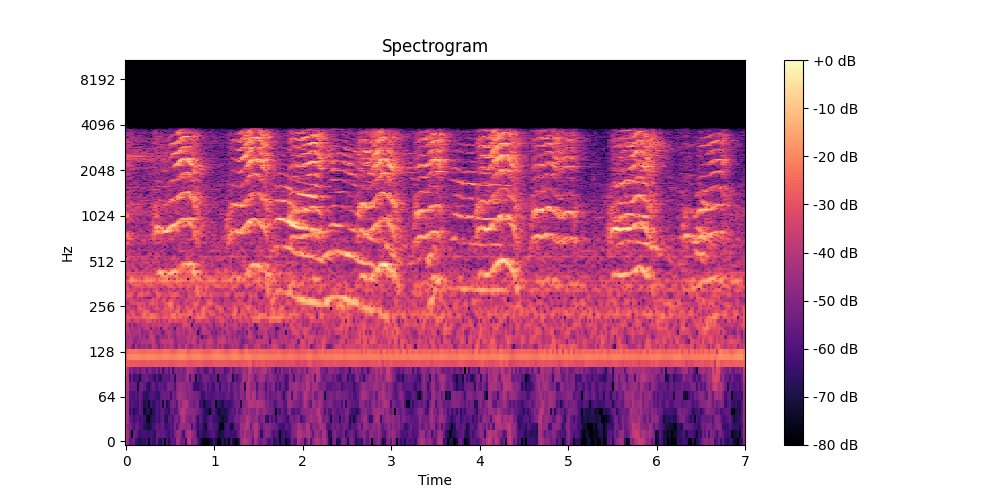 Spectrogram
8192
4096
2048
1024
512
256
128
64
0
Hz
0 1 2 3 4 5 6 7
Time
+0 dB
-10 dB
-20 dB
-30 dB
-40 dB
-50 dB
-60 dB
-70 dB
-80 dB